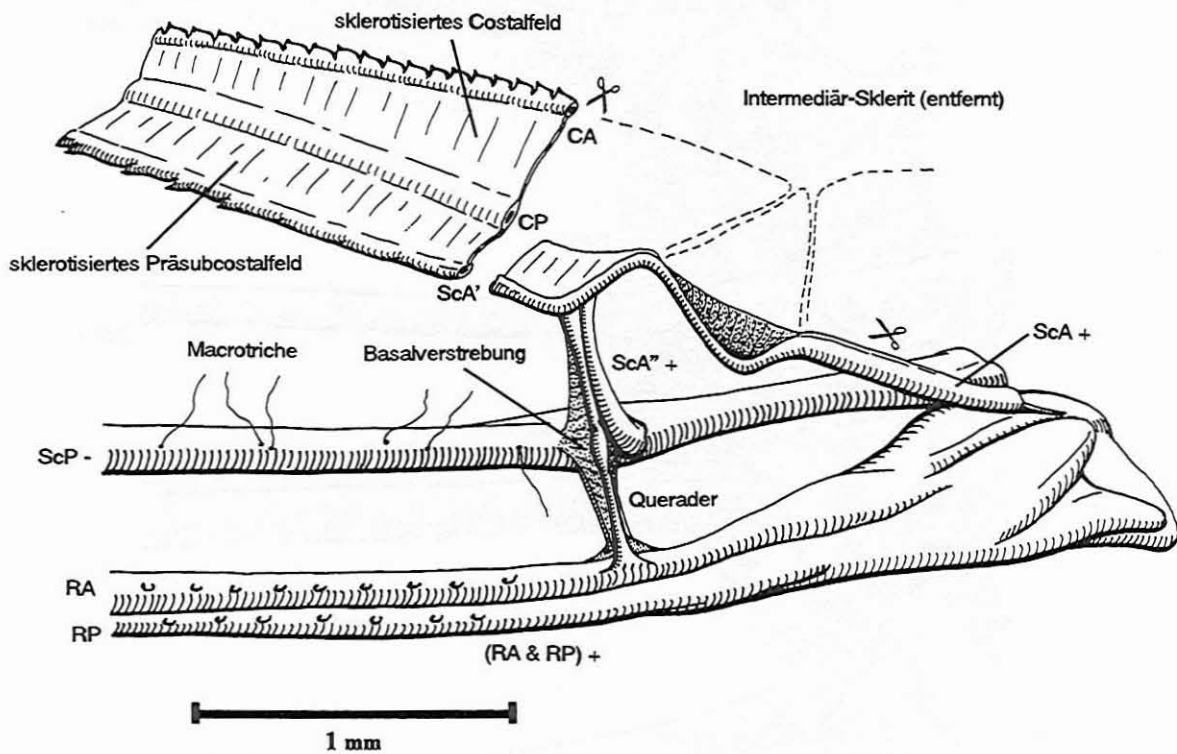 sklerotisiertes Costalfeld
Intermediär-Sklerit (entfernt)
CA
CP
sklerotisiertes Präsubcostalfeld
ScA'
ScA +
Macrotriche
Basalverstrebung
ScA" +
ScP -
Querader
RA
RP
(RA & RP) +
1 mm